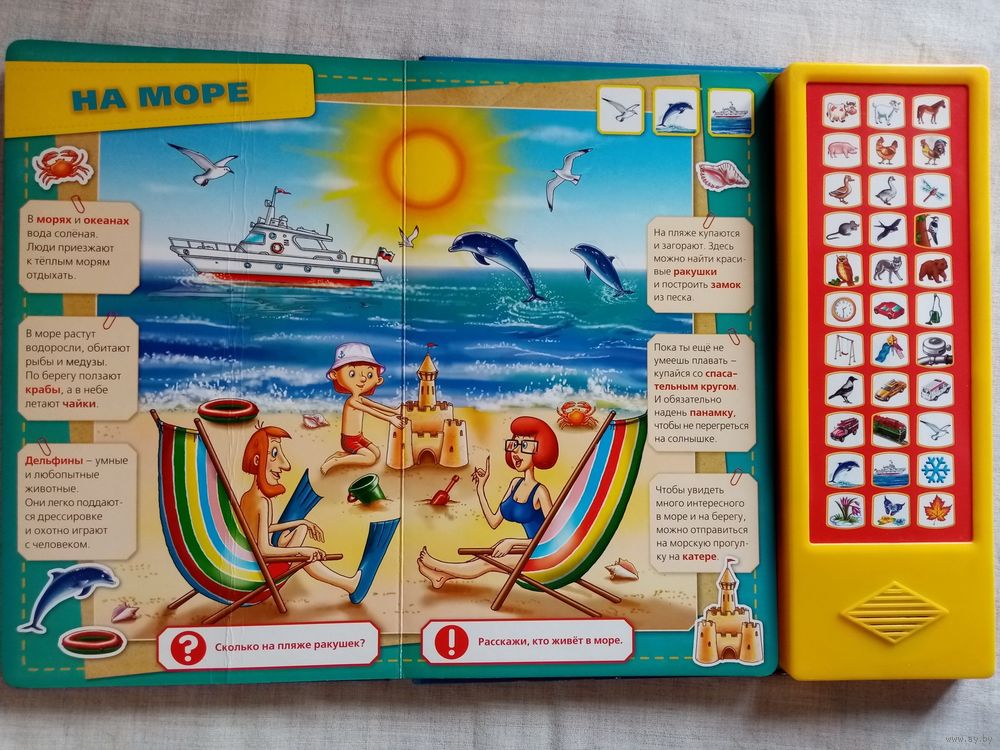 НА МОРЕ
В морях и океанах
вода солёная.
Люди приезжают
к тёплым морям
отдыхать.
В море растут
водоросли, обитают
рыбы и медузы.
По берегу ползают
крабы, а в небе
летают чайки.
Дельфины – умные
и любопытные
животные.
Они легко поддают-
ся дрессировке
и охотно играют
с человеком.
На пляже купаются
и загорают. Здесь
можно найти краси-
вые ракушки
и построить замок
из песка.
Пока ты ещё не
умеешь плавать –
купайся со спаса-
тельным кругом.
И обязательно
надень панамку,
чтобы не перегреться
на солнышке.
Чтобы увидеть
много интересного
в море и на берегу,
можно отправиться
на морскую прогул-
ку на катере.
? Сколько на пляже ракушек?
! Расскажи, кто живёт в море.
www.ay.by